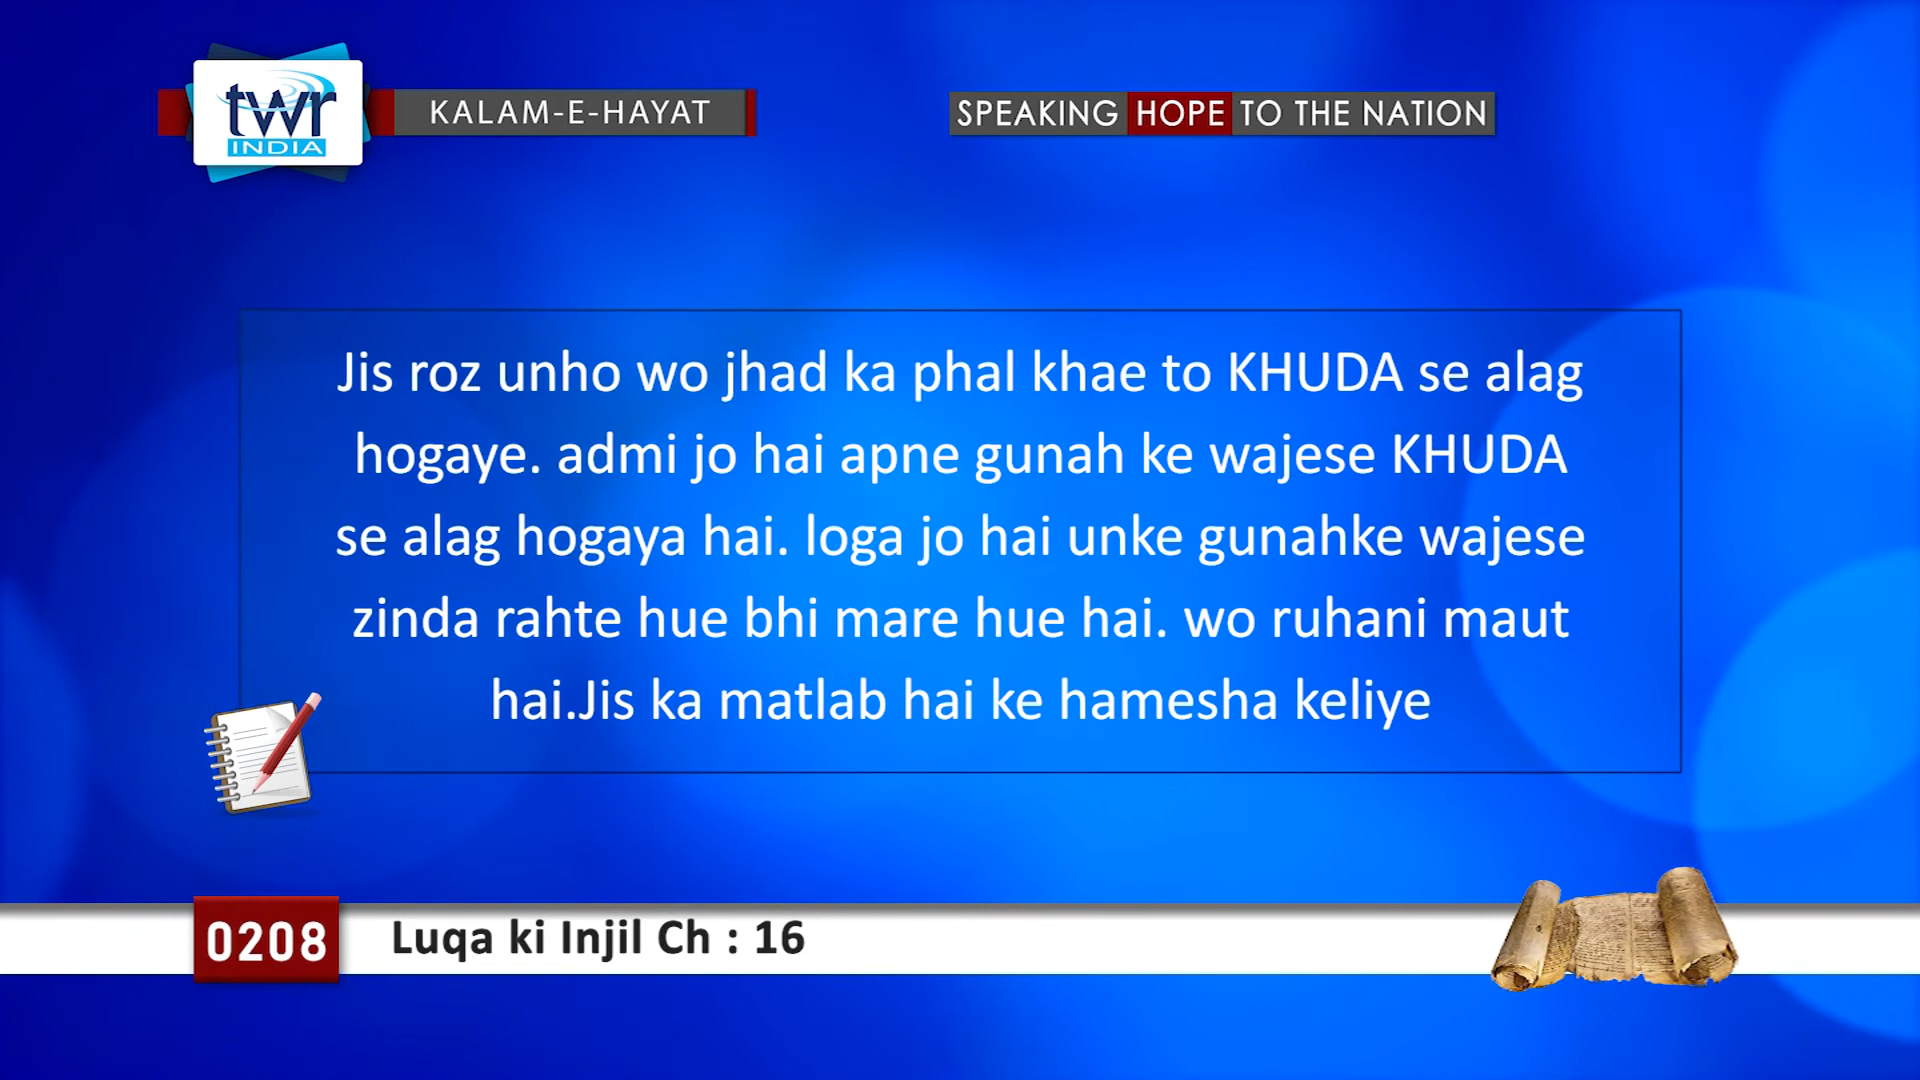 twr
INDIA
KALAM-E-HAYAT
SPEAKING HOPE TO THE NATION
Jis roz unho wo jhad ka phal khae to KHUDA se alag
hogaye. admi jo hai apne gunah ke wajese KHUDA
se alag hogaya hai. loga jo hai unke gunahke wajese
zinda rahte hue bhi mare hue hai. wo ruhani maut
hai.Jis ka matlab hai ke hamesha keliye
0208
Luqa ki Injil Ch : 16